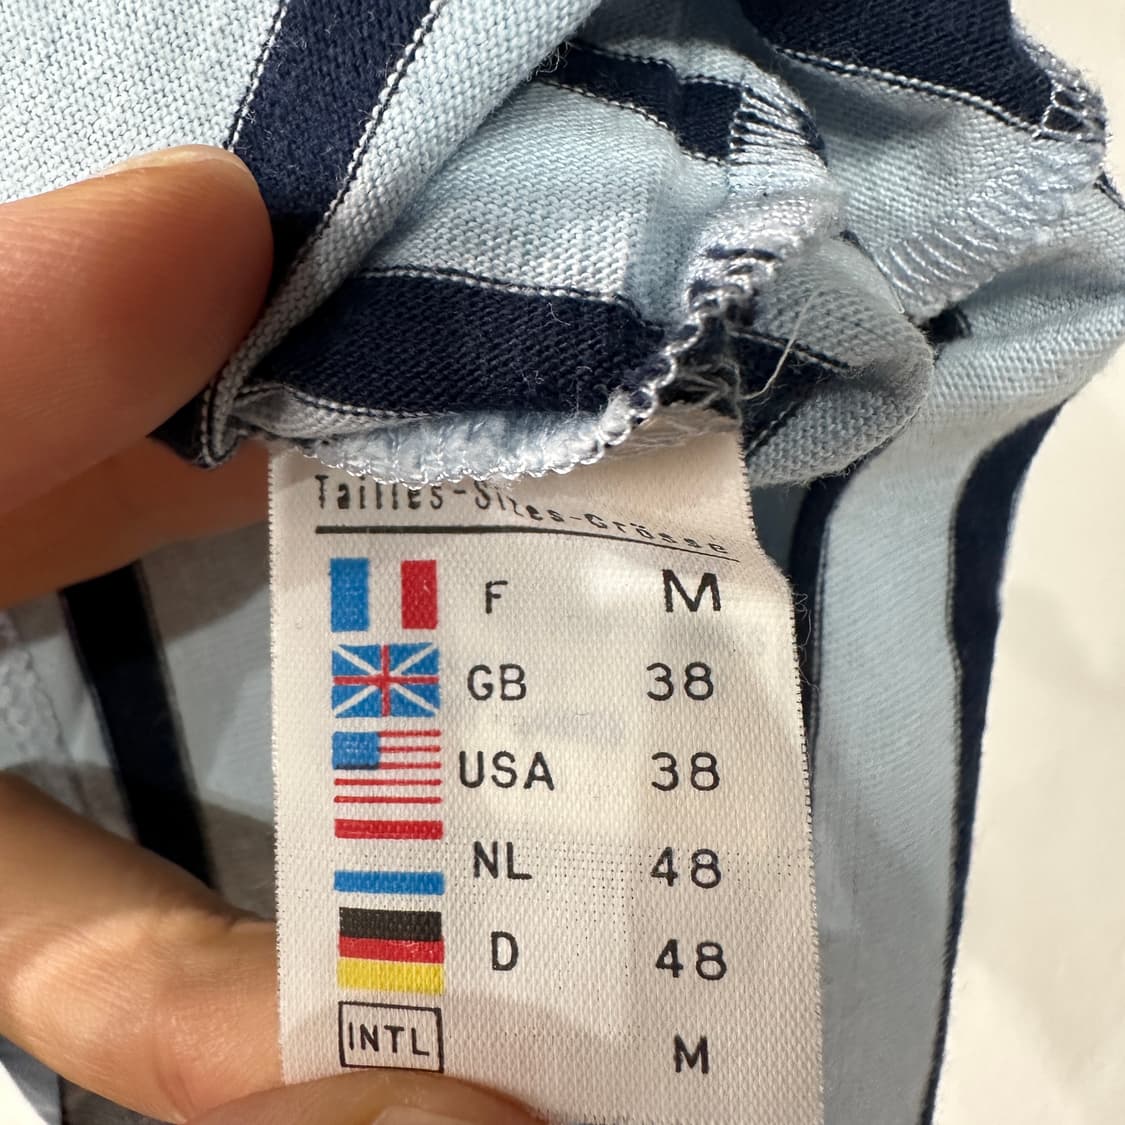 Tailles-Sizes-Grösse
F M
GB 38
USA 38
NL 48
D 48
INTL M